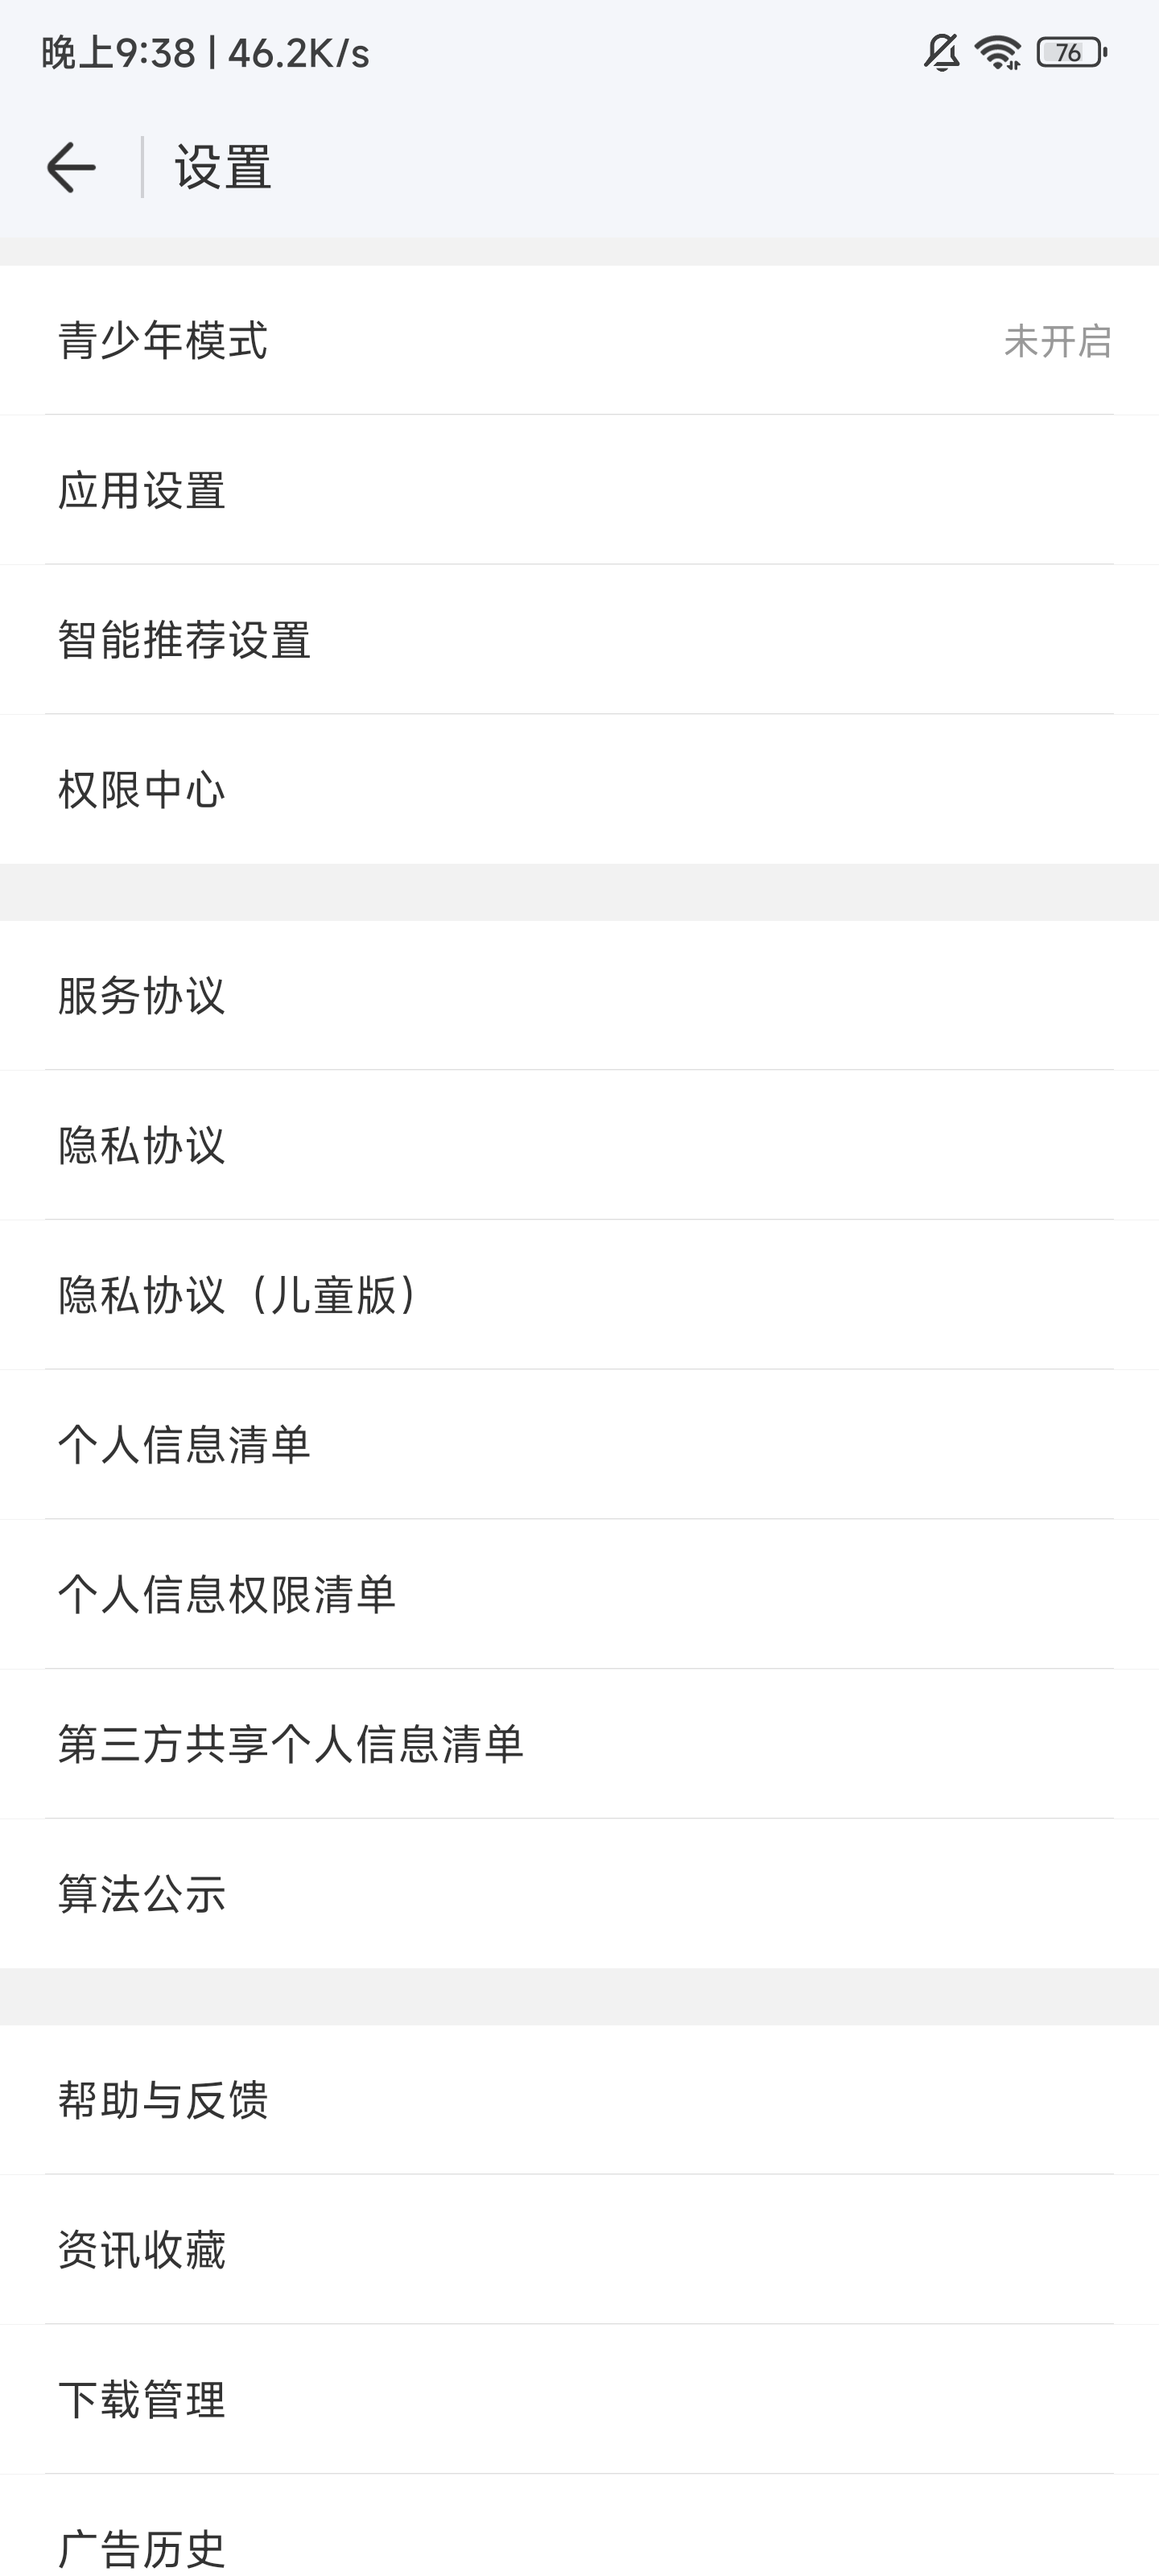 晚上9:38 | 46.2K/s
76
设置
青少年模式
未开启
应用设置
智能推荐设置
权限中心
服务协议
隐私协议
隐私协议（儿童版）
个人信息清单
个人信息权限清单
第三方共享个人信息清单
算法公示
帮助与反馈
资讯收藏
下载管理
广告历史